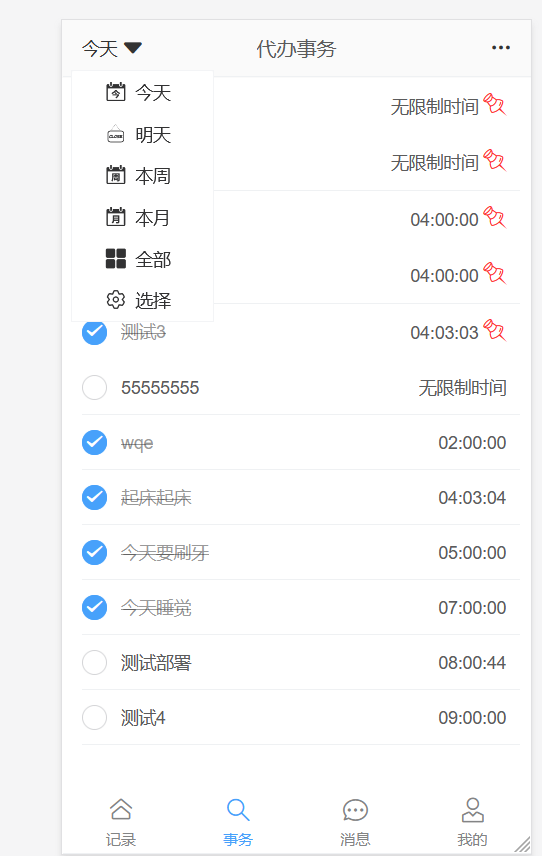 今天 代办事务
今天
明天
本周
本月
全部
选择
无限制时间
无限制时间
04:00:00
04:00:00
测试3 04:03:03
55555555 无限制时间
wqe 02:00:00
起床起床 04:03:04
今天要刷牙 05:00:00
今天睡觉 07:00:00
测试部署 08:00:44
测试4 09:00:00
记录 事务 消息 我的